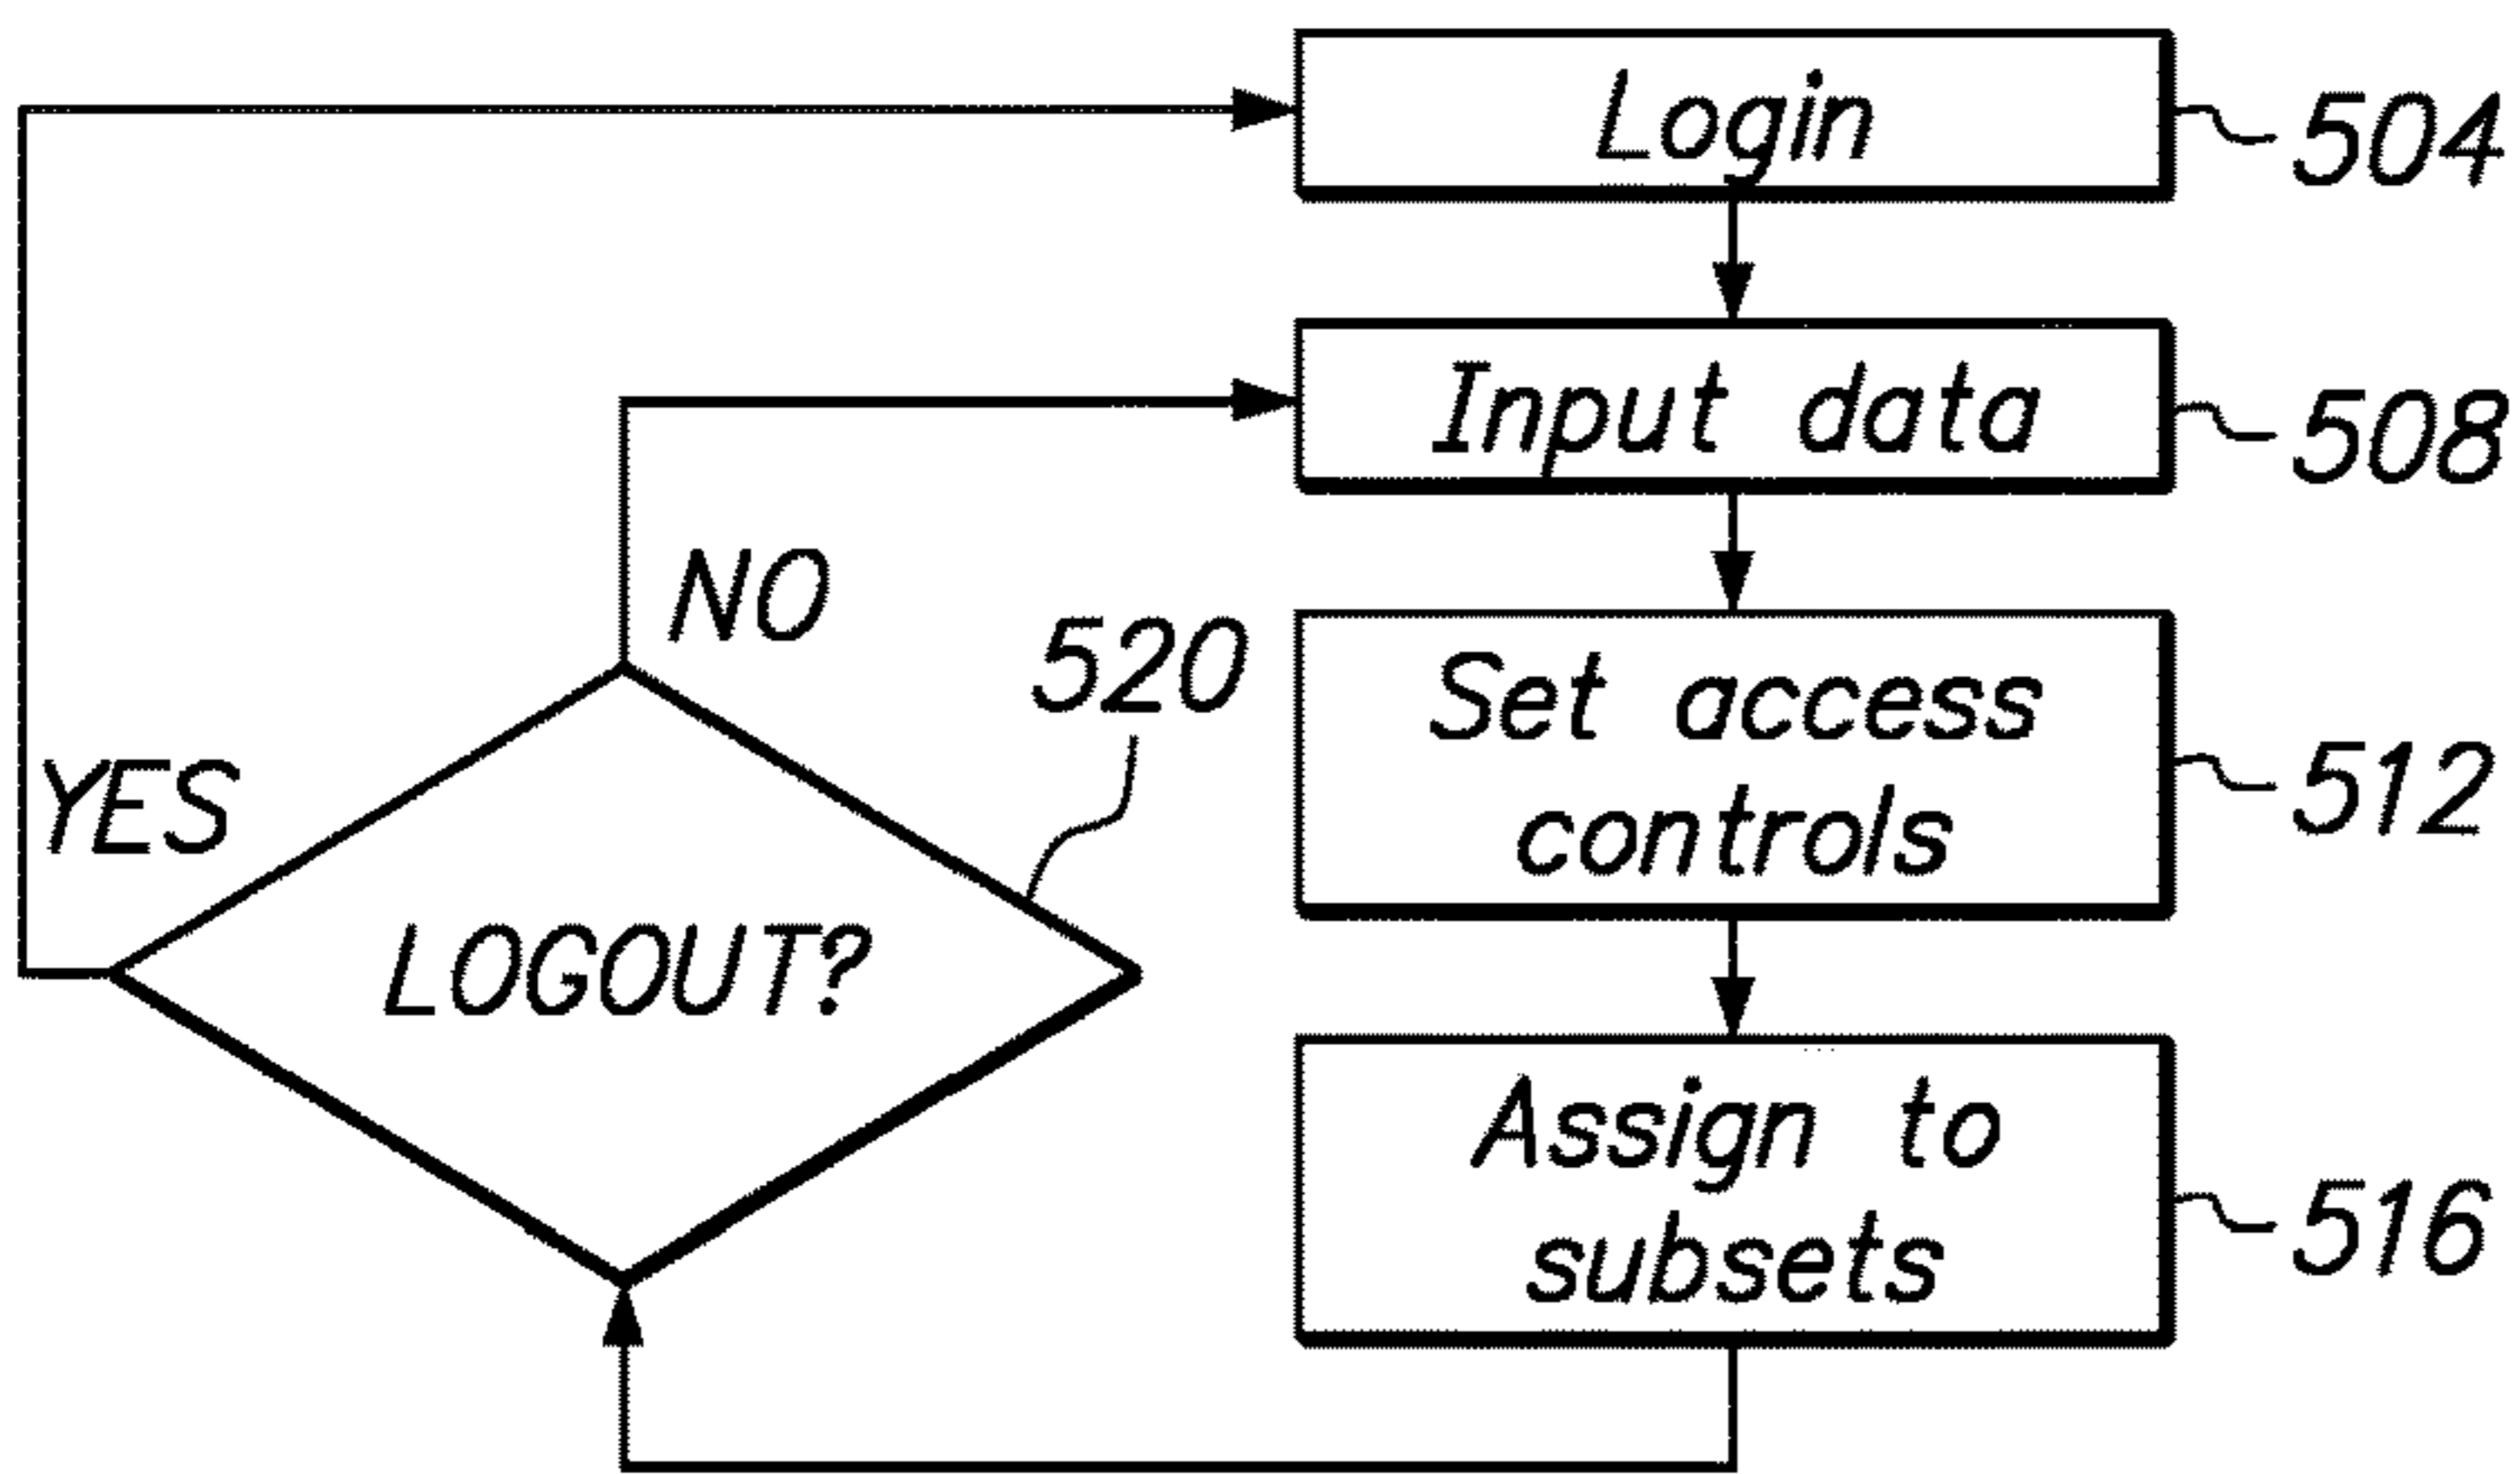 Login
504
Input data
508
NO
520
Set access
controls
512
YES
LOGOUT?
Assign to
subsets
516